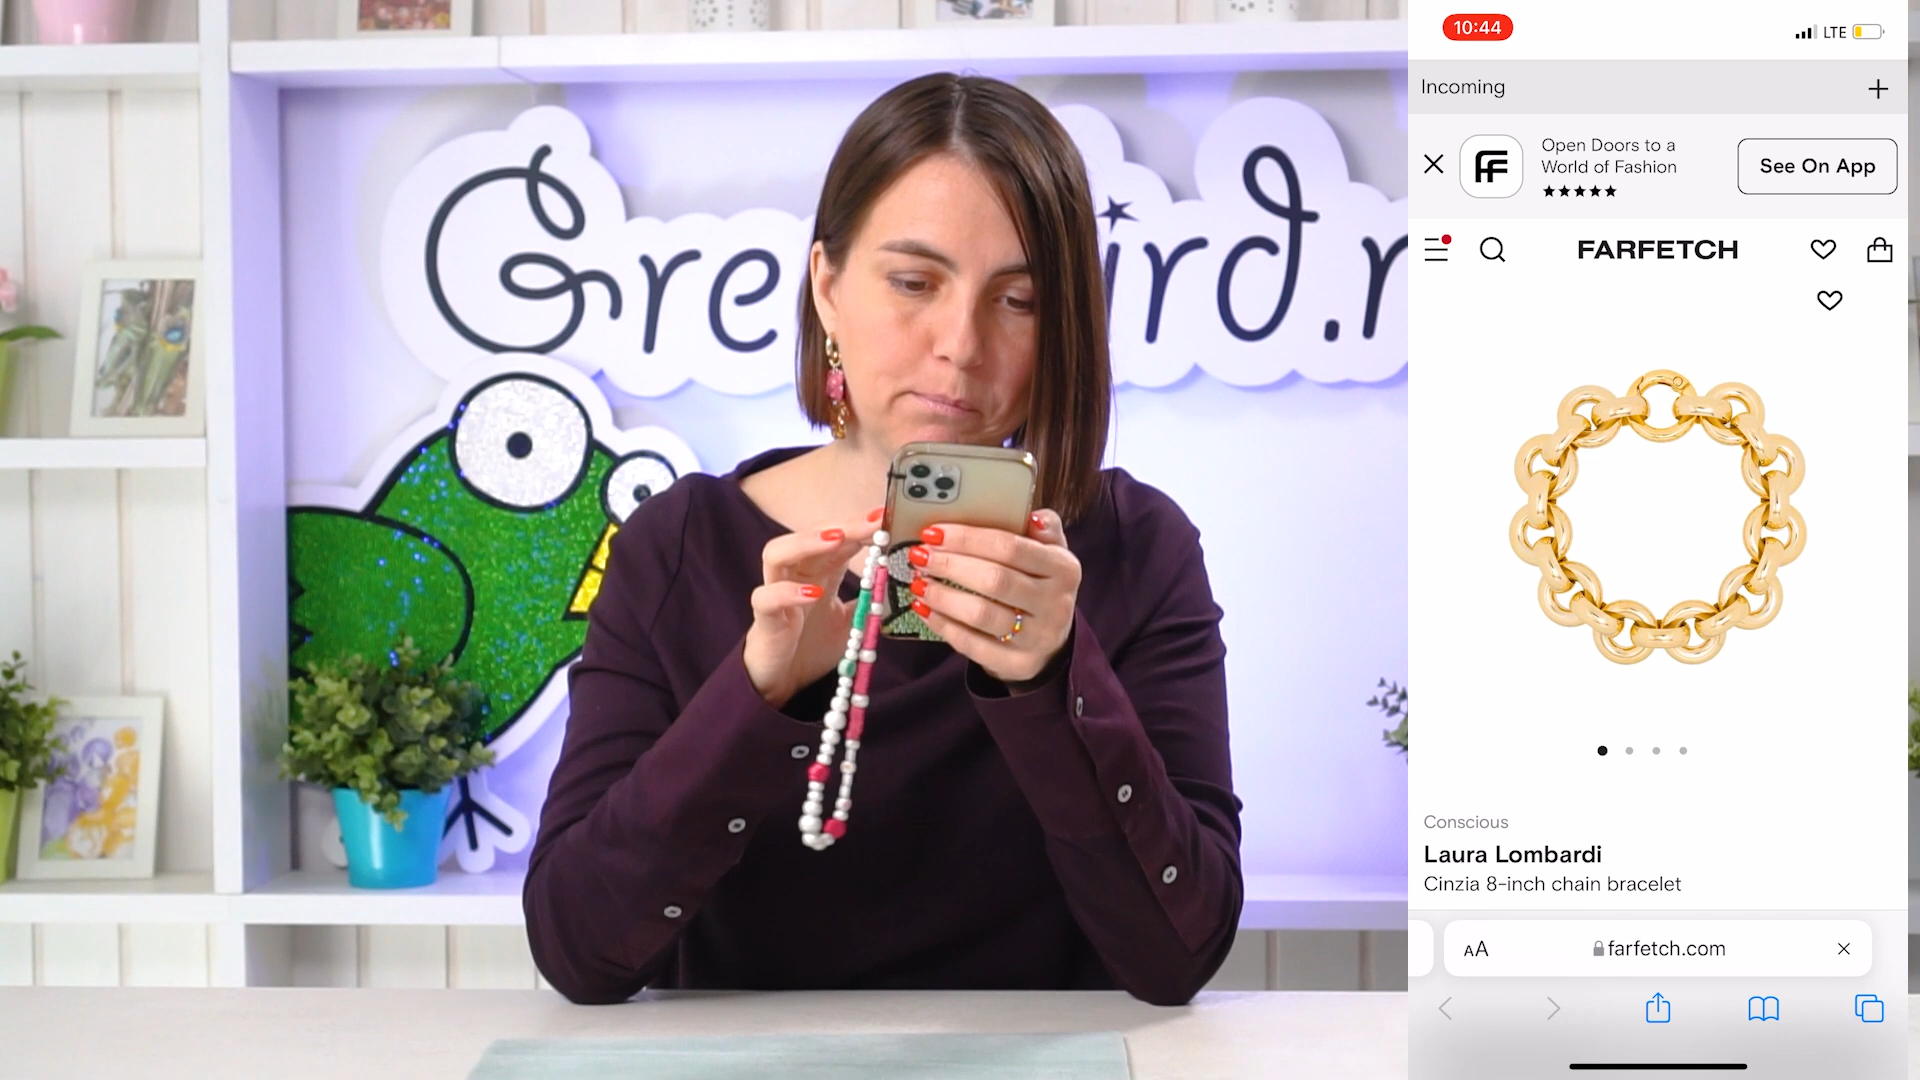 Gre
ird.r
10:44
LTE
Incoming
Open Doors to a
World of Fashion
See On App
FARFETCH
Conscious
Laura Lombardi
Cinzia 8-inch chain bracelet
AA
farfetch.com